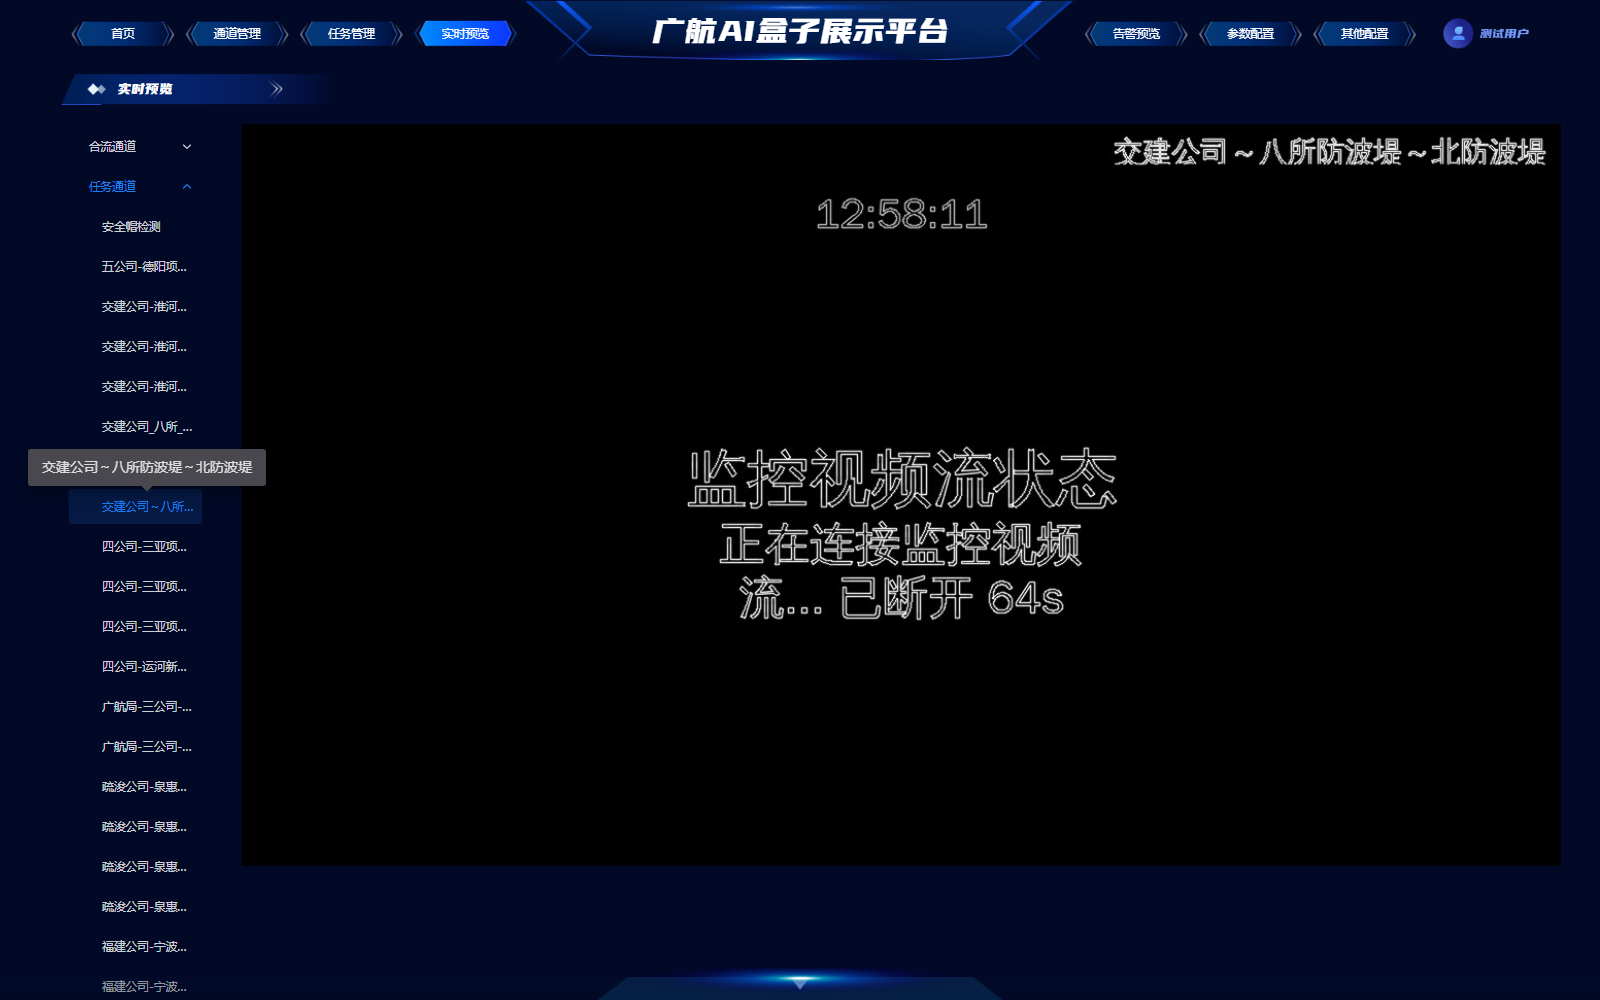 首页
通道管理
任务管理
实时预览
广航AI盒子展示平台
告警预览
参数配置
其他配置
测试用户
实时预览
合流通道
任务通道
安全帽检测
五公司-德阳项...
交建公司-淮河...
交建公司-淮河...
交建公司-淮河...
交建公司_八所_...
交建公司～八所防波堤～北防波堤
交建公司～八所...
四公司-三亚项...
四公司-三亚项...
四公司-三亚项...
四公司-运河新...
广航局-三公司-...
广航局-三公司-...
疏浚公司-泉惠...
疏浚公司-泉惠...
疏浚公司-泉惠...
疏浚公司-泉惠...
福建公司-宁波...
福建公司-宁波...
交建公司～八所防波堤～北防波堤
12:58:11
监控视频流状态
正在连接监控视频
流... 已断开 64s